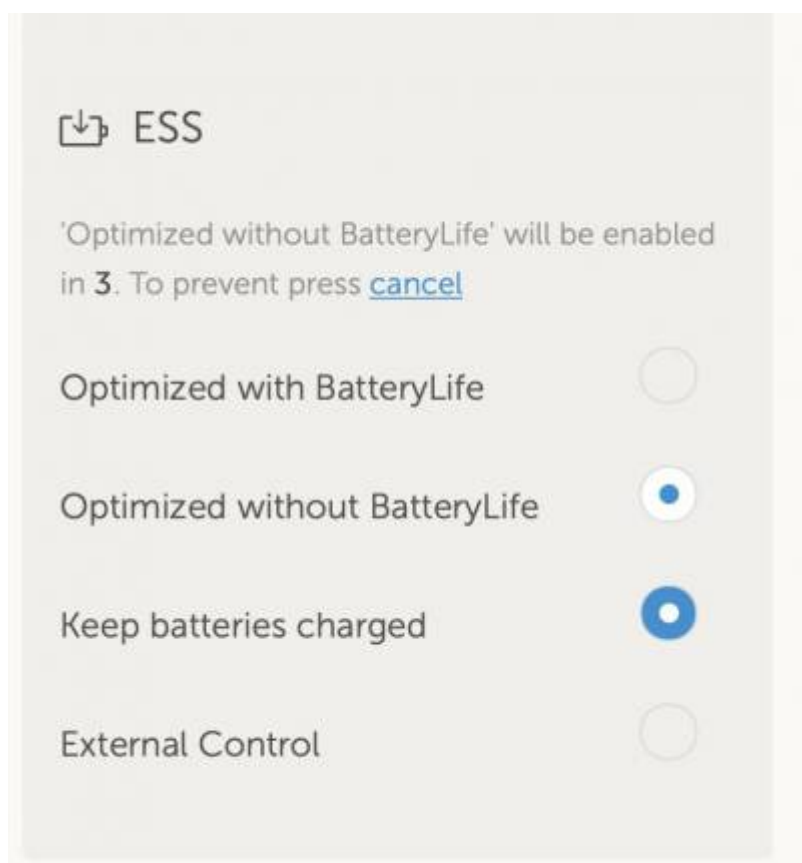 ESS
'Optimized without BatteryLife' will be enabled
in 3. To prevent press cancel
Optimized with BatteryLife
Optimized without BatteryLife
Keep batteries charged
External Control